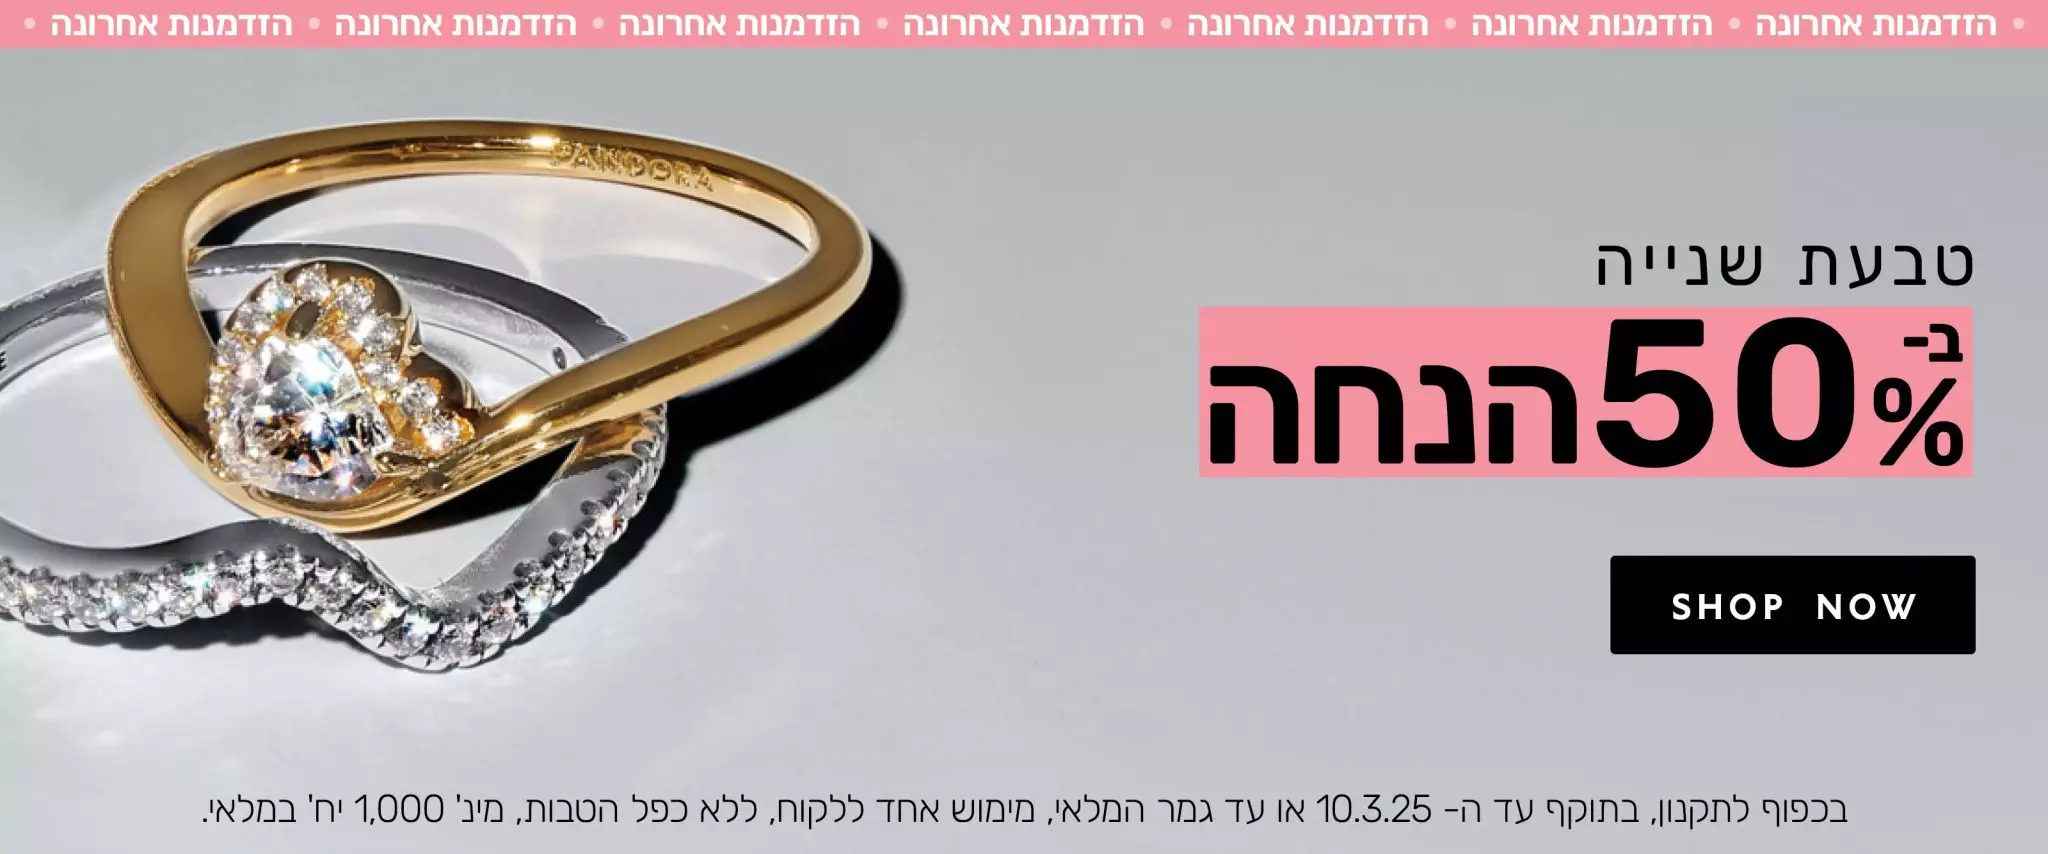 • הזדמנות אחרונה • הזדמנות אחרונה • הזדמנות אחרונה • הזדמנות אחרונה • הזדמנות אחרונה • הזדמנות אחרונה • הזדמנות אחרונה •
PANDORA
טבעת שנייה
ב-
%50 הנחה
SHOP NOW
בכפוף לתקנון, בתוקף עד ה- 10.3.25 או עד גמר המלאי, מימוש אחד ללקוח, ללא כפל הטבות, מינ' 1,000 יח' במלאי.